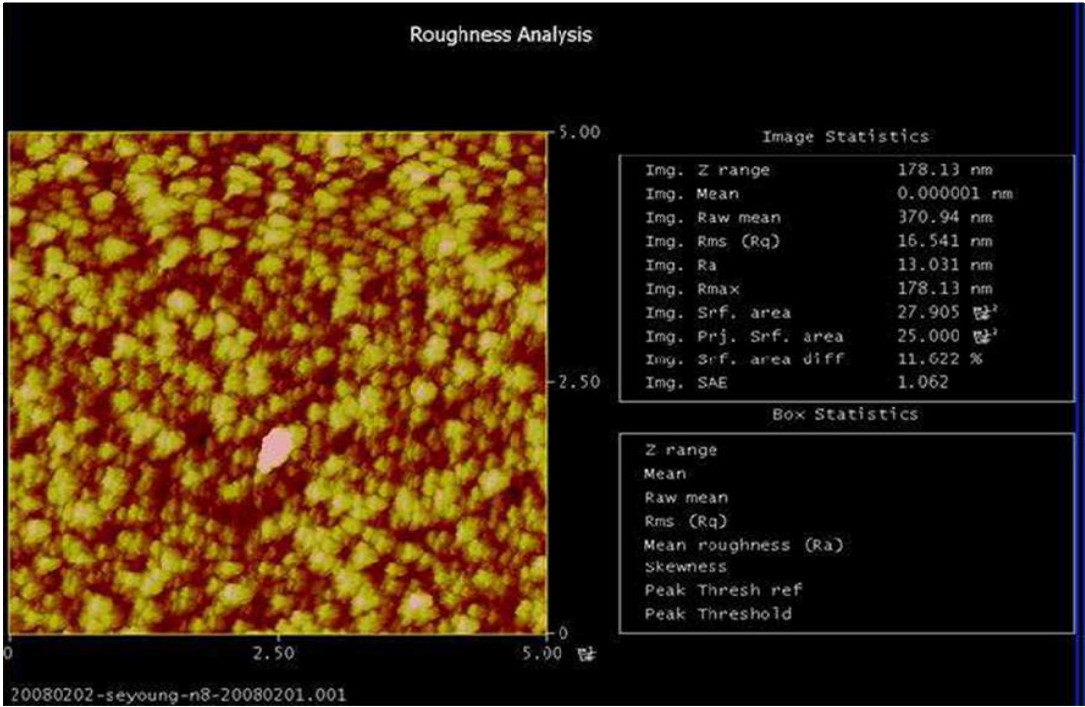 Roughness Analysis
5.00
2.50
0
0
2.50
5.00 ㎛
Image Statistics
Img. Z range 178.13 nm
Img. Mean 0.000001 nm
Img. Raw mean 370.94 nm
Img. Rms (Rq) 16.541 nm
Img. Ra 13.031 nm
Img. Rmax 178.13 nm
Img. Srf. area 27.905
Img. Prj. Srf. area 25.000
Img. Srf. area diff 11.622 %
Img. SAE 1.062
Box Statistics
Z range
Mean
Raw mean
Rms (Rq)
Mean roughness (Ra)
Skewness
Peak Thresh ref
Peak Threshold
20080202-seyoung-n8-20080201.001